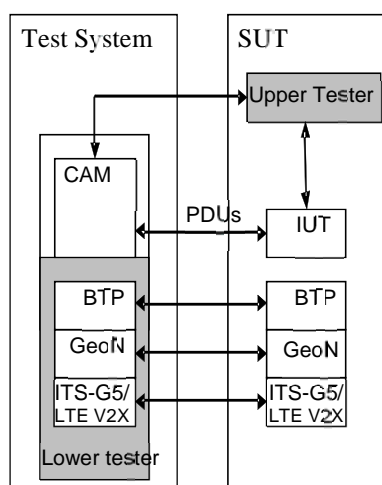 Test System
SUT
Upper Tester
CAM
PDUs
IUT
BTP
BTP
GeoN
GeoN
ITS-G5/
LTE V2X
ITS-G5/
LTE V2X
Lower tester